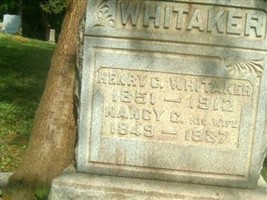 WHITAKER
HENRY C. WHITAKER
1851 — 1912
NANCY C. HIS WIFE
1849 — 1937